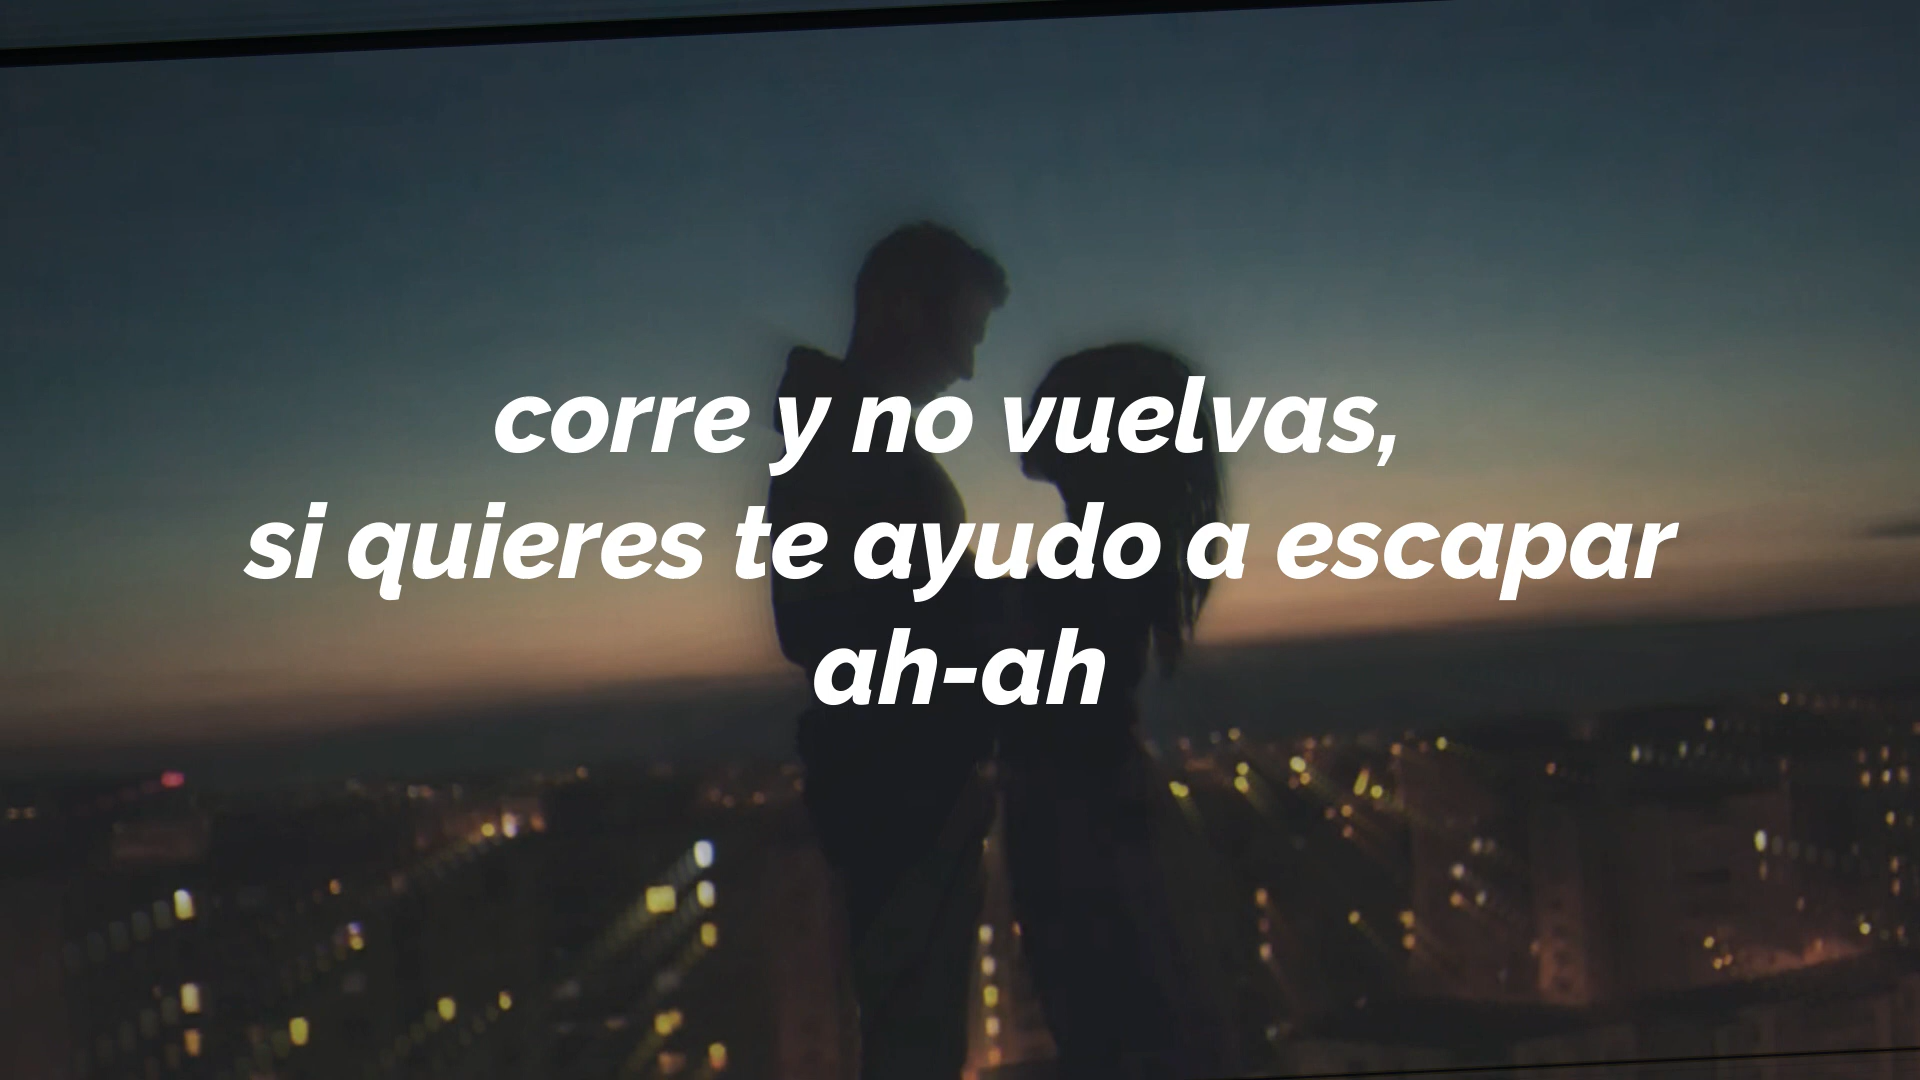 corre y no vuelvas,
si quieres te ayudo a escapar
ah-ah